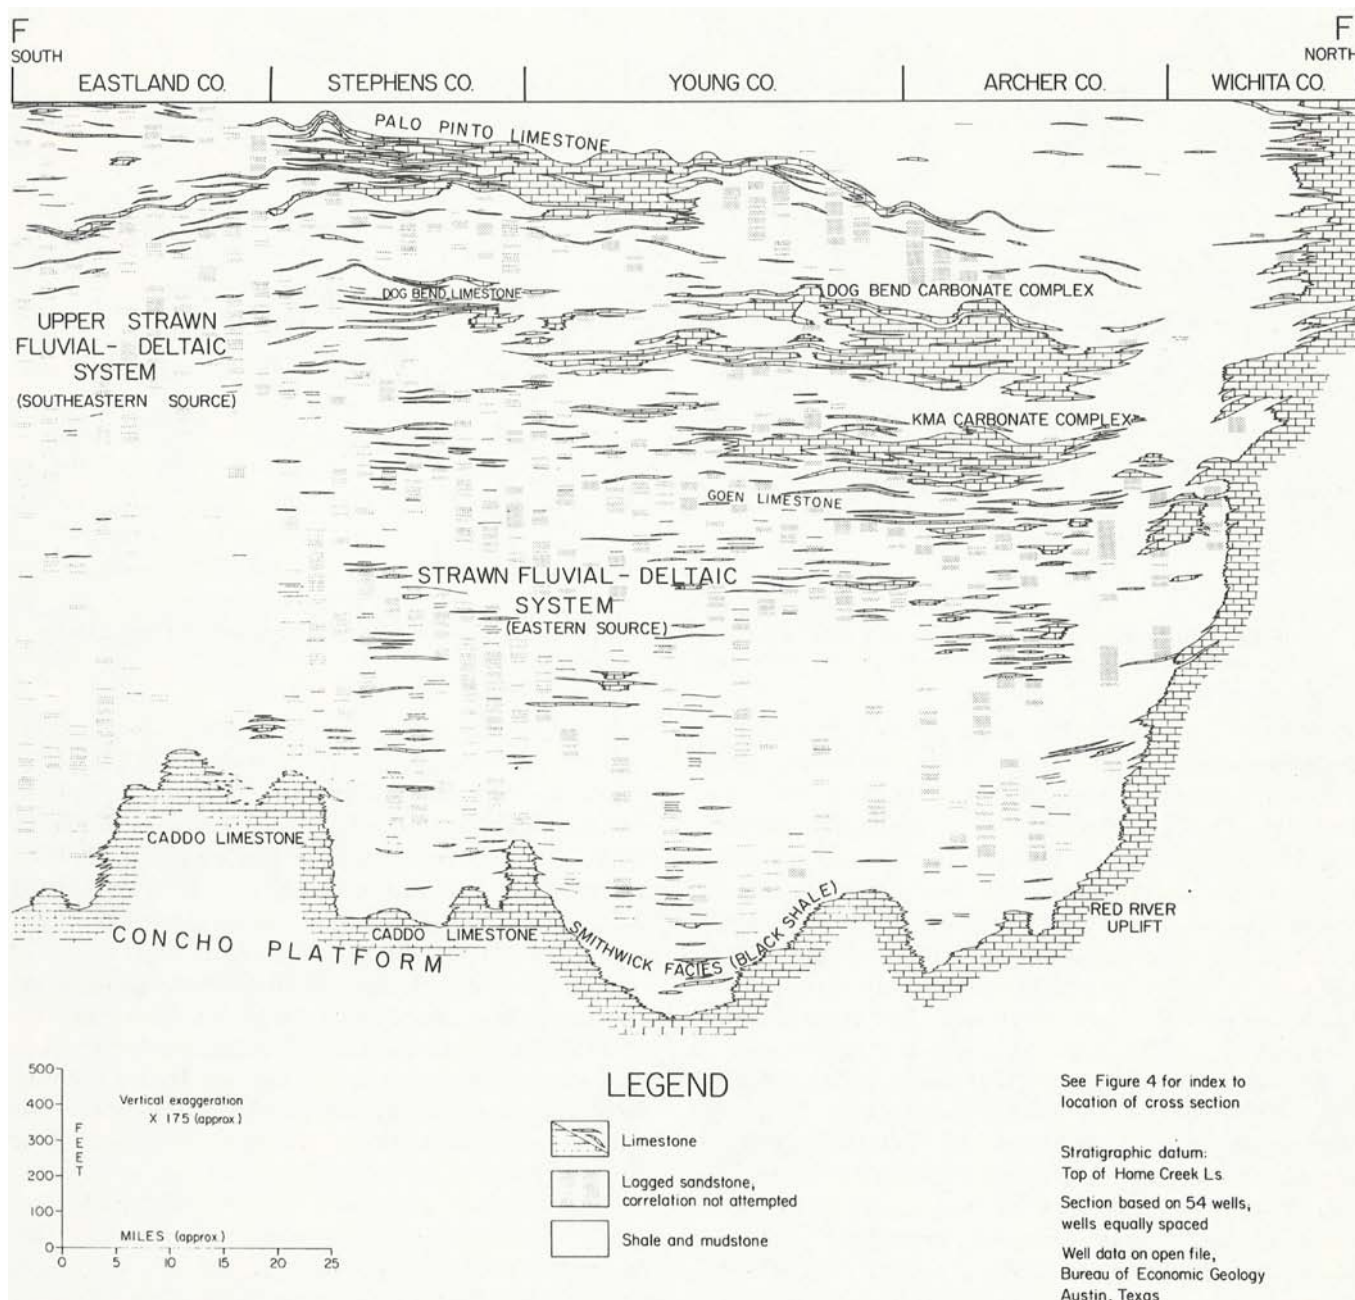 F
SOUTH
F
NORTH
EASTLAND CO.
STEPHENS CO.
YOUNG CO.
ARCHER CO.
WICHITA CO.
PALO PINTO LIMESTONE
DOG BEND LIMESTONE
DOG BEND CARBONATE COMPLEX
UPPER STRAWN
FLUVIAL-DELTAIC
SYSTEM
(SOUTHEASTERN SOURCE)
KMA CARBONATE COMPLEX
GOEN LIMESTONE
STRAWN FLUVIAL-DELTAIC
SYSTEM
(EASTERN SOURCE)
CADDO LIMESTONE
CADDO LIMESTONE
CONCHO PLATFORM
SMITHWICK FACIES (BLACK SHALE)
RED RIVER
UPLIFT
500
400
300
200
100
0
FEET
Vertical exaggeration
X 175 (approx.)
MILES (approx.)
0 5 10 15 20 25
LEGEND
Limestone
Logged sandstone,
correlation not attempted
Shale and mudstone
See Figure 4 for index to
location of cross section
Stratigraphic datum:
Top of Home Creek Ls.
Section based on 54 wells;
wells equally spaced
Well data on open file,
Bureau of Economic Geology
Austin, Texas